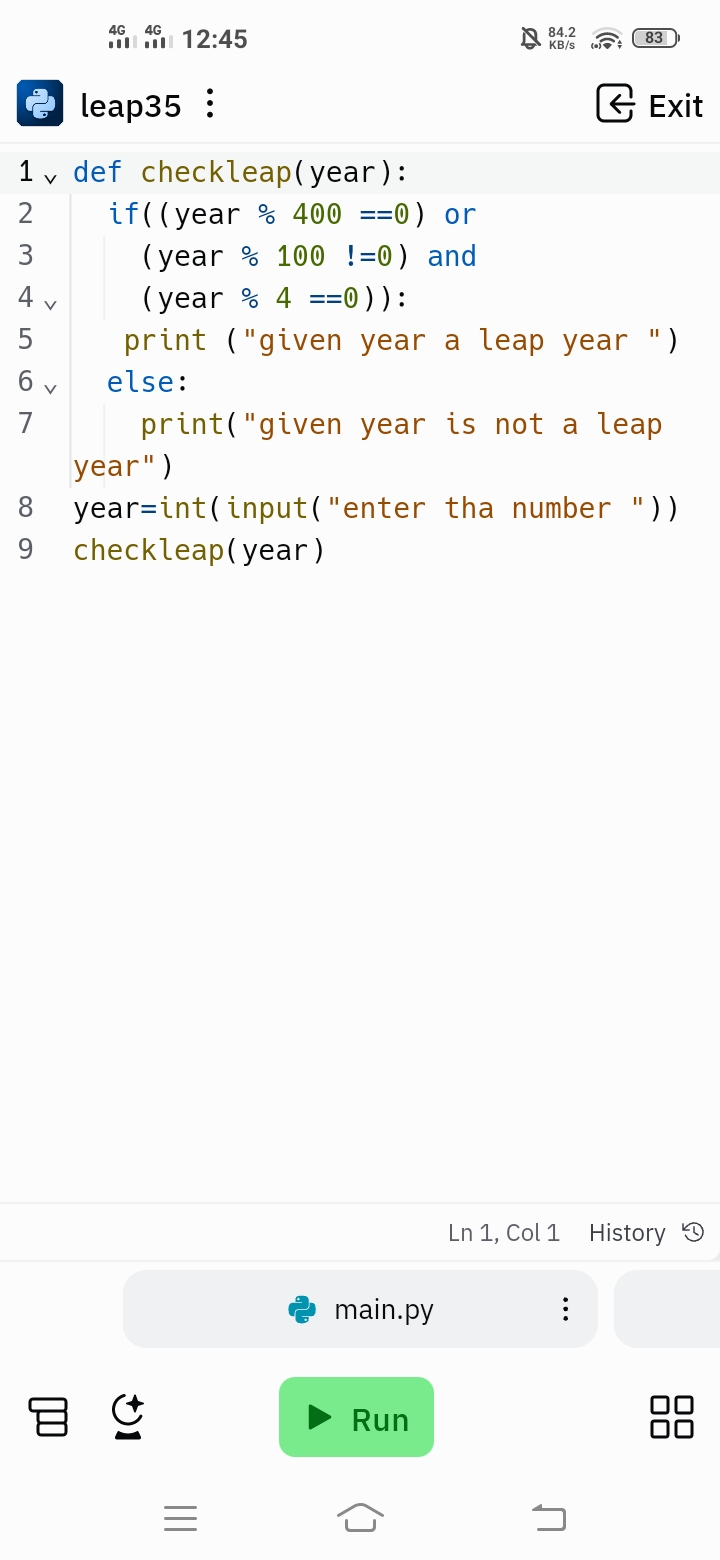 4G 4G 12:45 84.2 KB/s 83
leap35 Exit
1 def checkleap(year):
2 if((year % 400 ==0) or
3 (year % 100 !=0) and
4 (year % 4 ==0)):
5 print ("given year a leap year ")
6 else:
7 print("given year is not a leap
year")
8 year=int(input("enter tha number "))
9 checkleap(year)
Ln 1, Col 1 History
main.py
Run